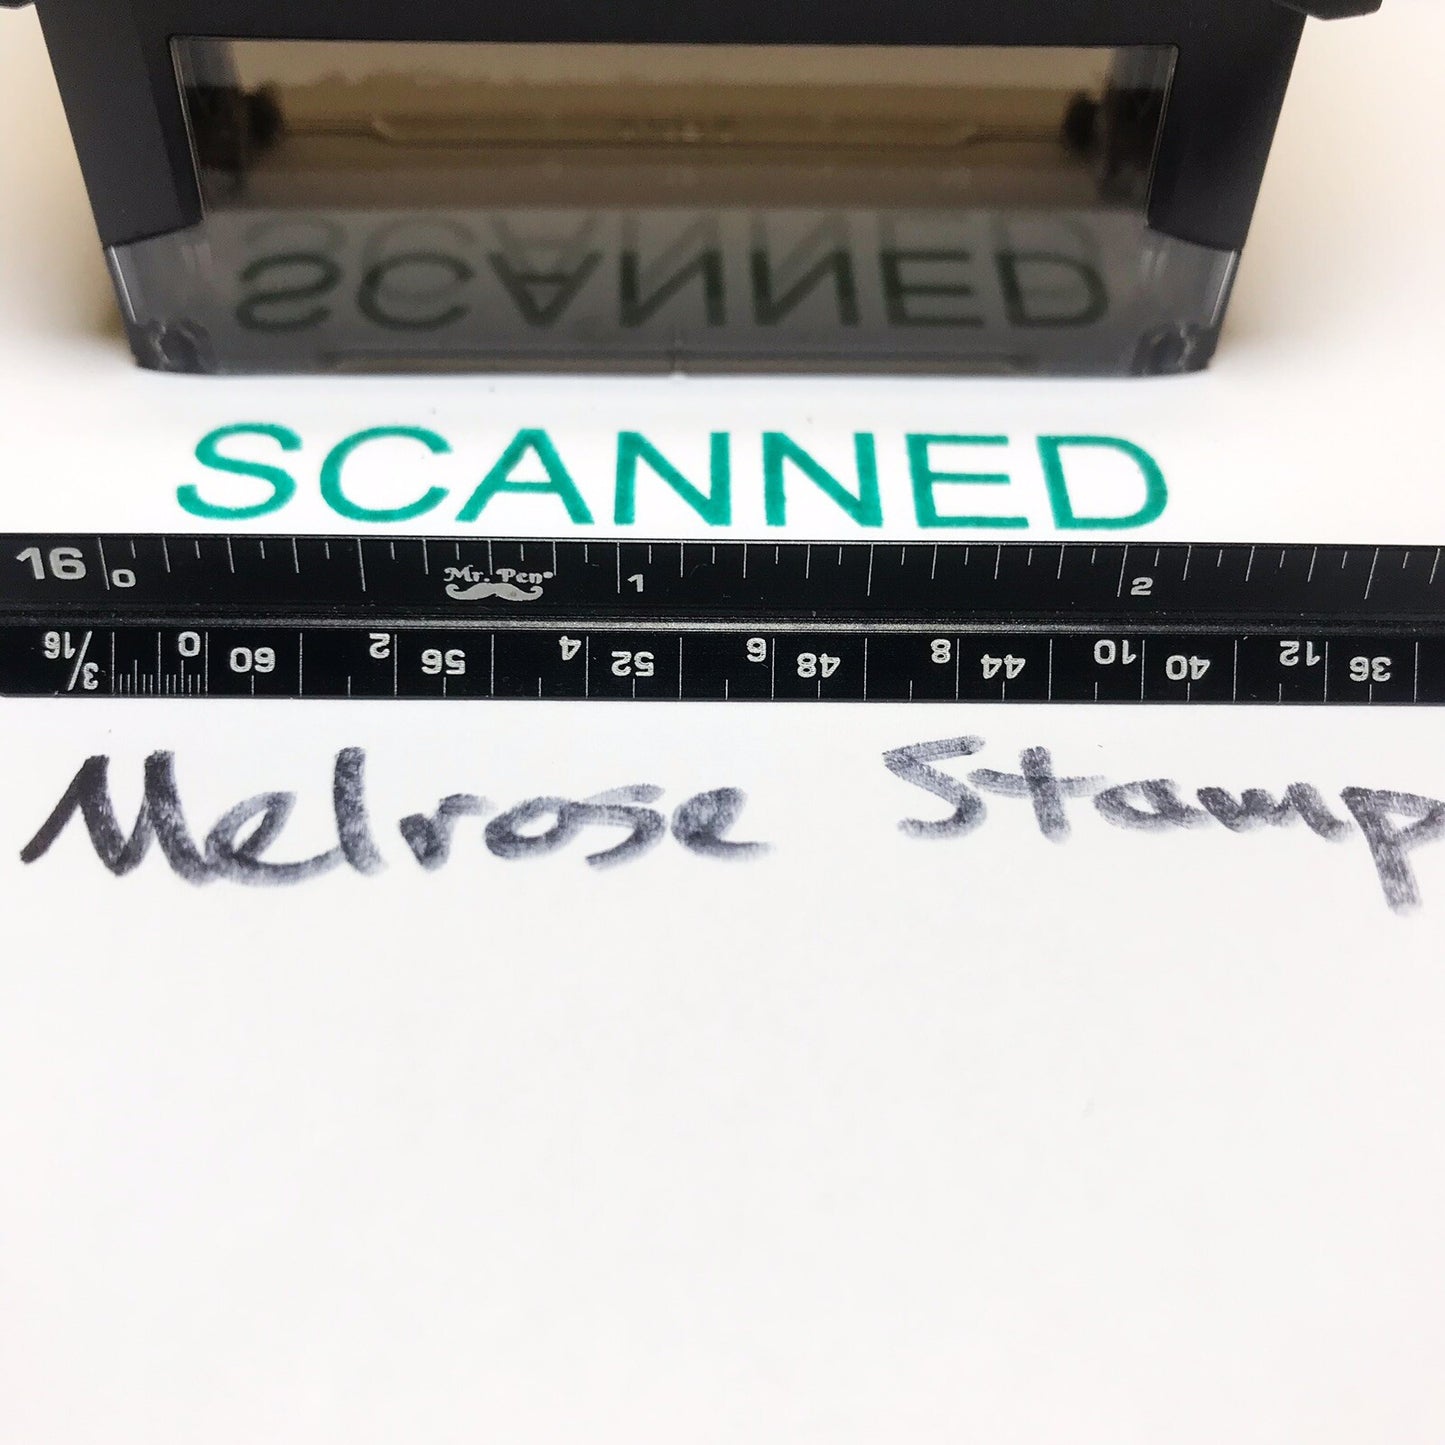 SCANNED
SCANNED
16 0 Mr. Pen® 1 2
3/16 0 60 2 56 4 52 6 48 8 44 10 40 12 36
Melrose Stamp